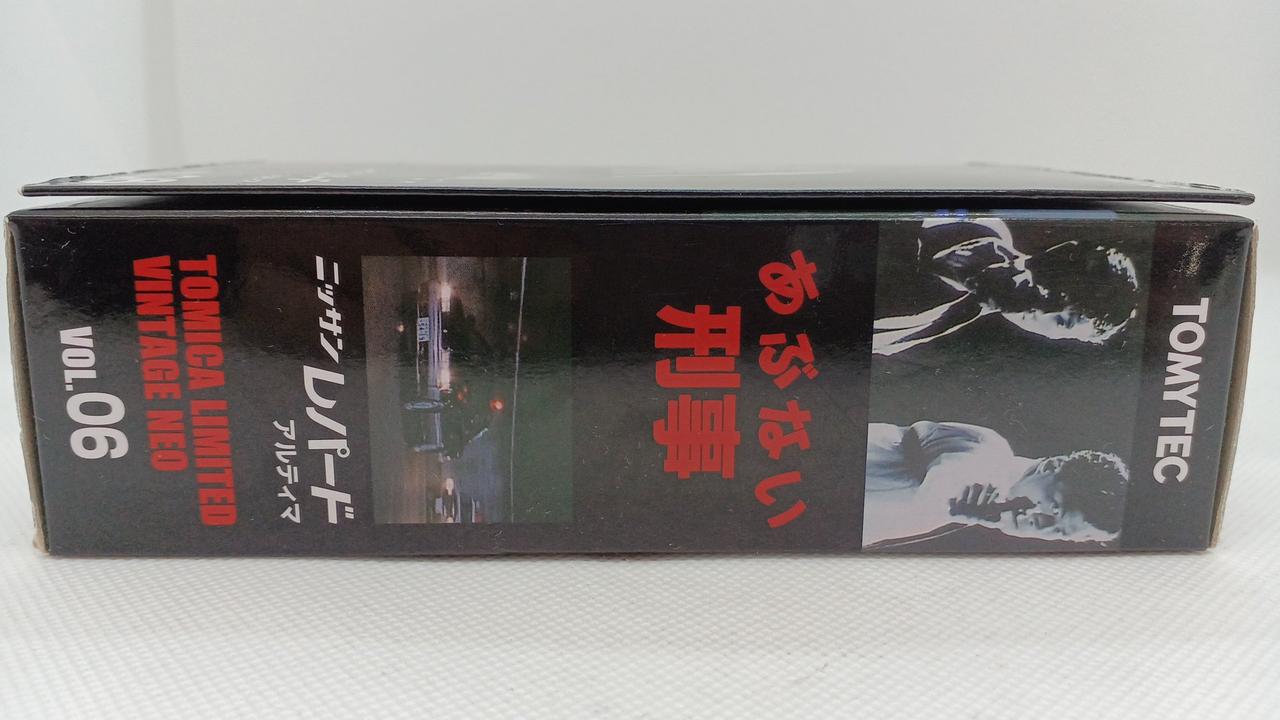 TOMYTEC
あぶない
刑事
ニッサン レパード
アルティマ
TOMICA LIMITED
VINTAGE NEO
VOL.06